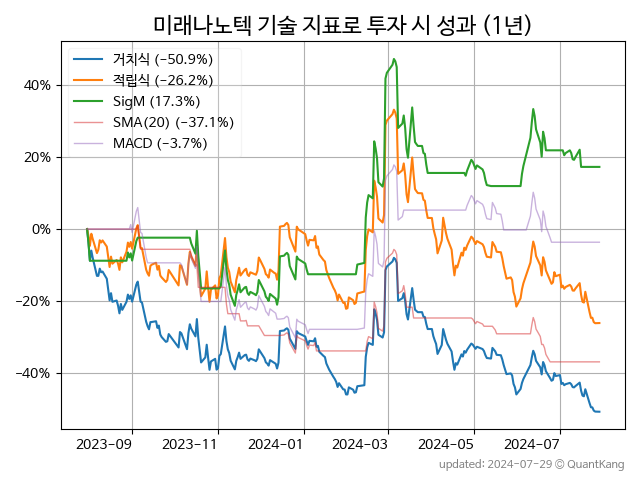 미래나노텍 기술 지표로 투자 시 성과 (1년)
거치식 (-50.9%)
적립식 (-26.2%)
SigM (17.3%)
SMA(20) (-37.1%)
MACD (-3.7%)
40%
20%
0%
-20%
-40%
2023-09 2023-11 2024-01 2024-03 2024-05 2024-07
updated: 2024-07-29 © QuantKang